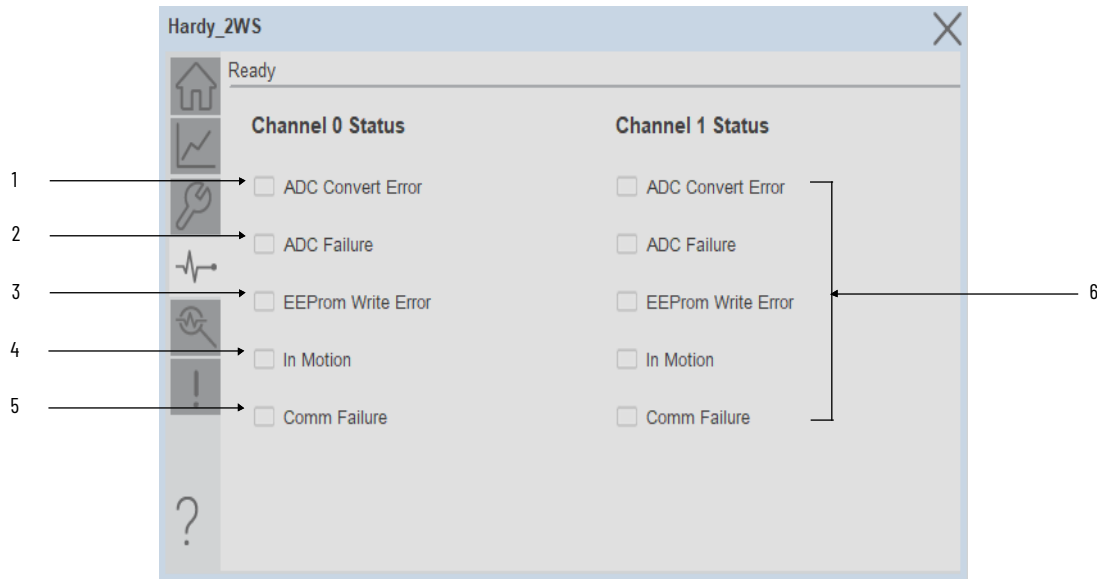 Hardy_2WS
Ready
Channel 0 Status Channel 1 Status
1 ADC Convert Error ADC Convert Error
2 ADC Failure ADC Failure
3 EEProm Write Error EEProm Write Error 6
4 In Motion In Motion
5 Comm Failure Comm Failure
?